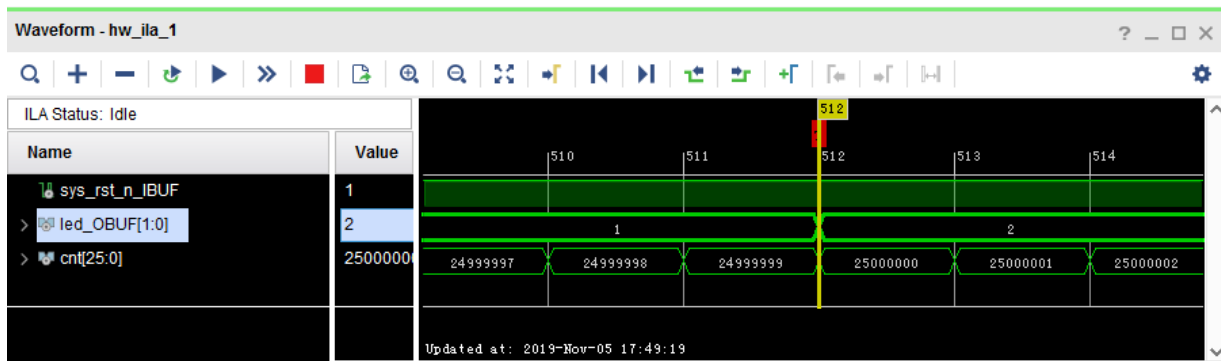 Waveform - hw_ila_1
ILA Status: Idle
512
Name Value 510 511 512 513 514
sys_rst_n_IBUF 1
led_OBUF[1:0] 2 1 2
cnt[25:0] 2500000 24999997 24999998 24999999 25000000 25000001 25000002
Updated at: 2019-Nov-05 17:49:19